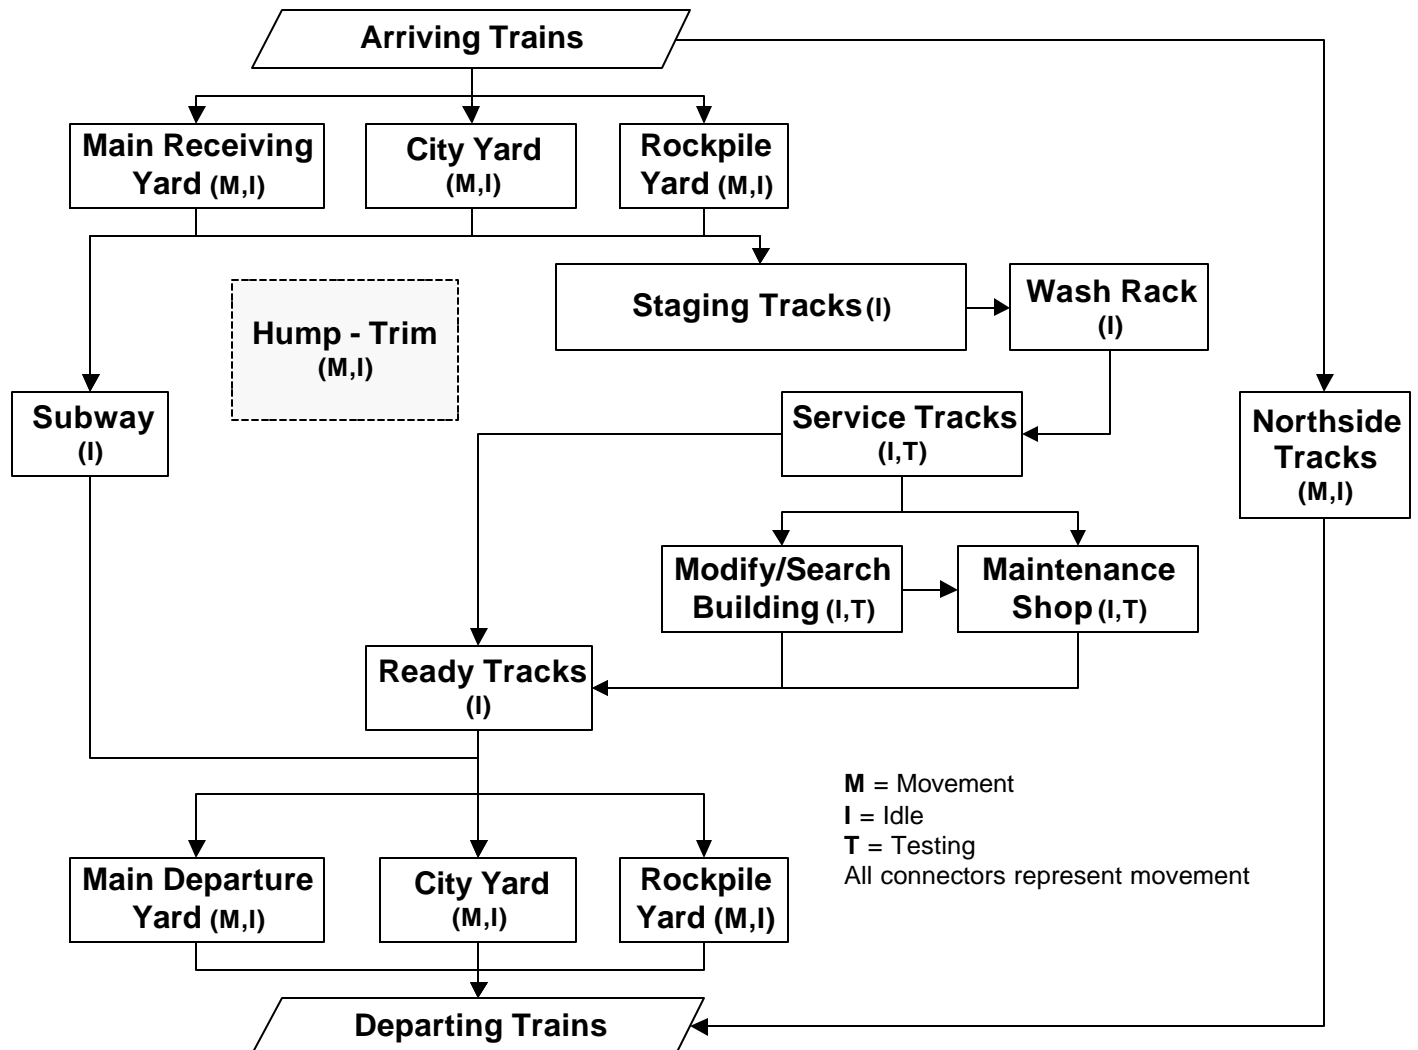 Arriving Trains
Main Receiving
Yard (M,I)
City Yard
(M,I)
Rockpile
Yard (M,I)
Staging Tracks (I)
Wash Rack
(I)
Hump - Trim
(M,I)
Subway
(I)
Service Tracks
(I,T)
Northside
Tracks
(M,I)
Modify/Search
Building (I,T)
Maintenance
Shop (I,T)
Ready Tracks
(I)
M = Movement
I = Idle
T = Testing
All connectors represent movement
Main Departure
Yard (M,I)
City Yard
(M,I)
Rockpile
Yard (M,I)
Departing Trains